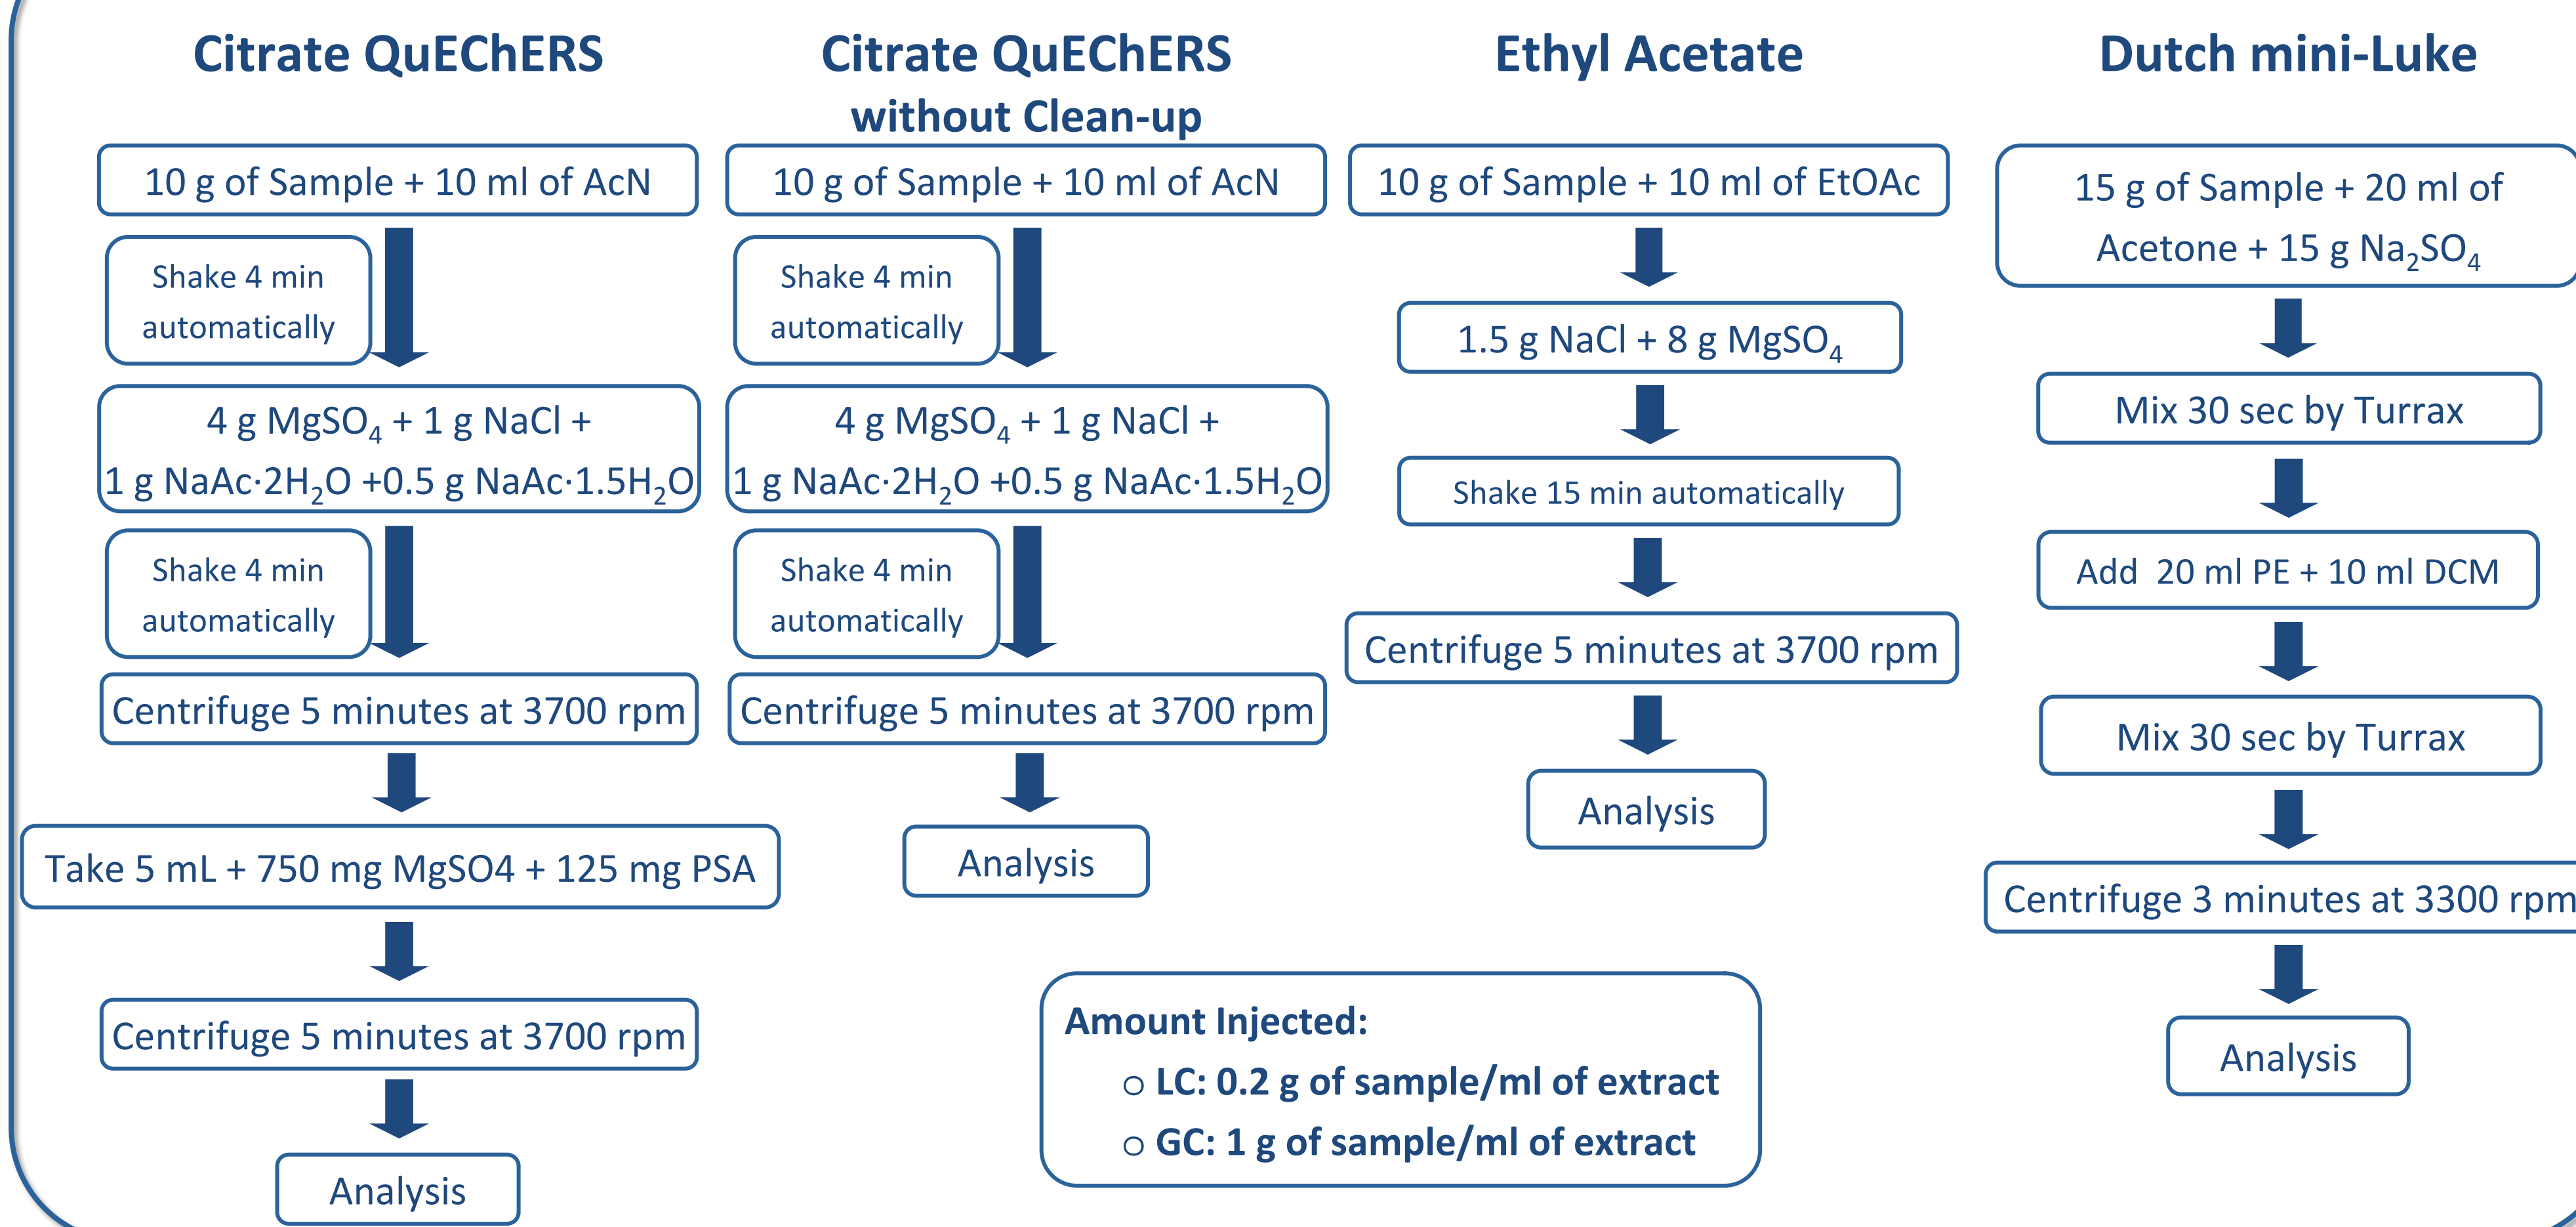 Citrate QuEChERS
10 g of Sample + 10 ml of AcN
Shake 4 min
automatically
4 g MgSO₄ + 1 g NaCl +
1 g NaAc·2H₂O +0.5 g NaAc·1.5H₂O
Shake 4 min
automatically
Centrifuge 5 minutes at 3700 rpm
Take 5 mL + 750 mg MgSO4 + 125 mg PSA
Centrifuge 5 minutes at 3700 rpm
Analysis
Citrate QuEChERS
without Clean-up
10 g of Sample + 10 ml of AcN
Shake 4 min
automatically
4 g MgSO₄ + 1 g NaCl +
1 g NaAc·2H₂O +0.5 g NaAc·1.5H₂O
Shake 4 min
automatically
Centrifuge 5 minutes at 3700 rpm
Analysis
Ethyl Acetate
10 g of Sample + 10 ml of EtOAc
1.5 g NaCl + 8 g MgSO₄
Shake 15 min automatically
Centrifuge 5 minutes at 3700 rpm
Analysis
Dutch mini-Luke
15 g of Sample + 20 ml of
Acetone + 15 g Na₂SO₄
Mix 30 sec by Turrax
Add 20 ml PE + 10 ml DCM
Mix 30 sec by Turrax
Centrifuge 3 minutes at 3300 rpm
Analysis
Amount Injected:
o LC: 0.2 g of sample/ml of extract
o GC: 1 g of sample/ml of extract